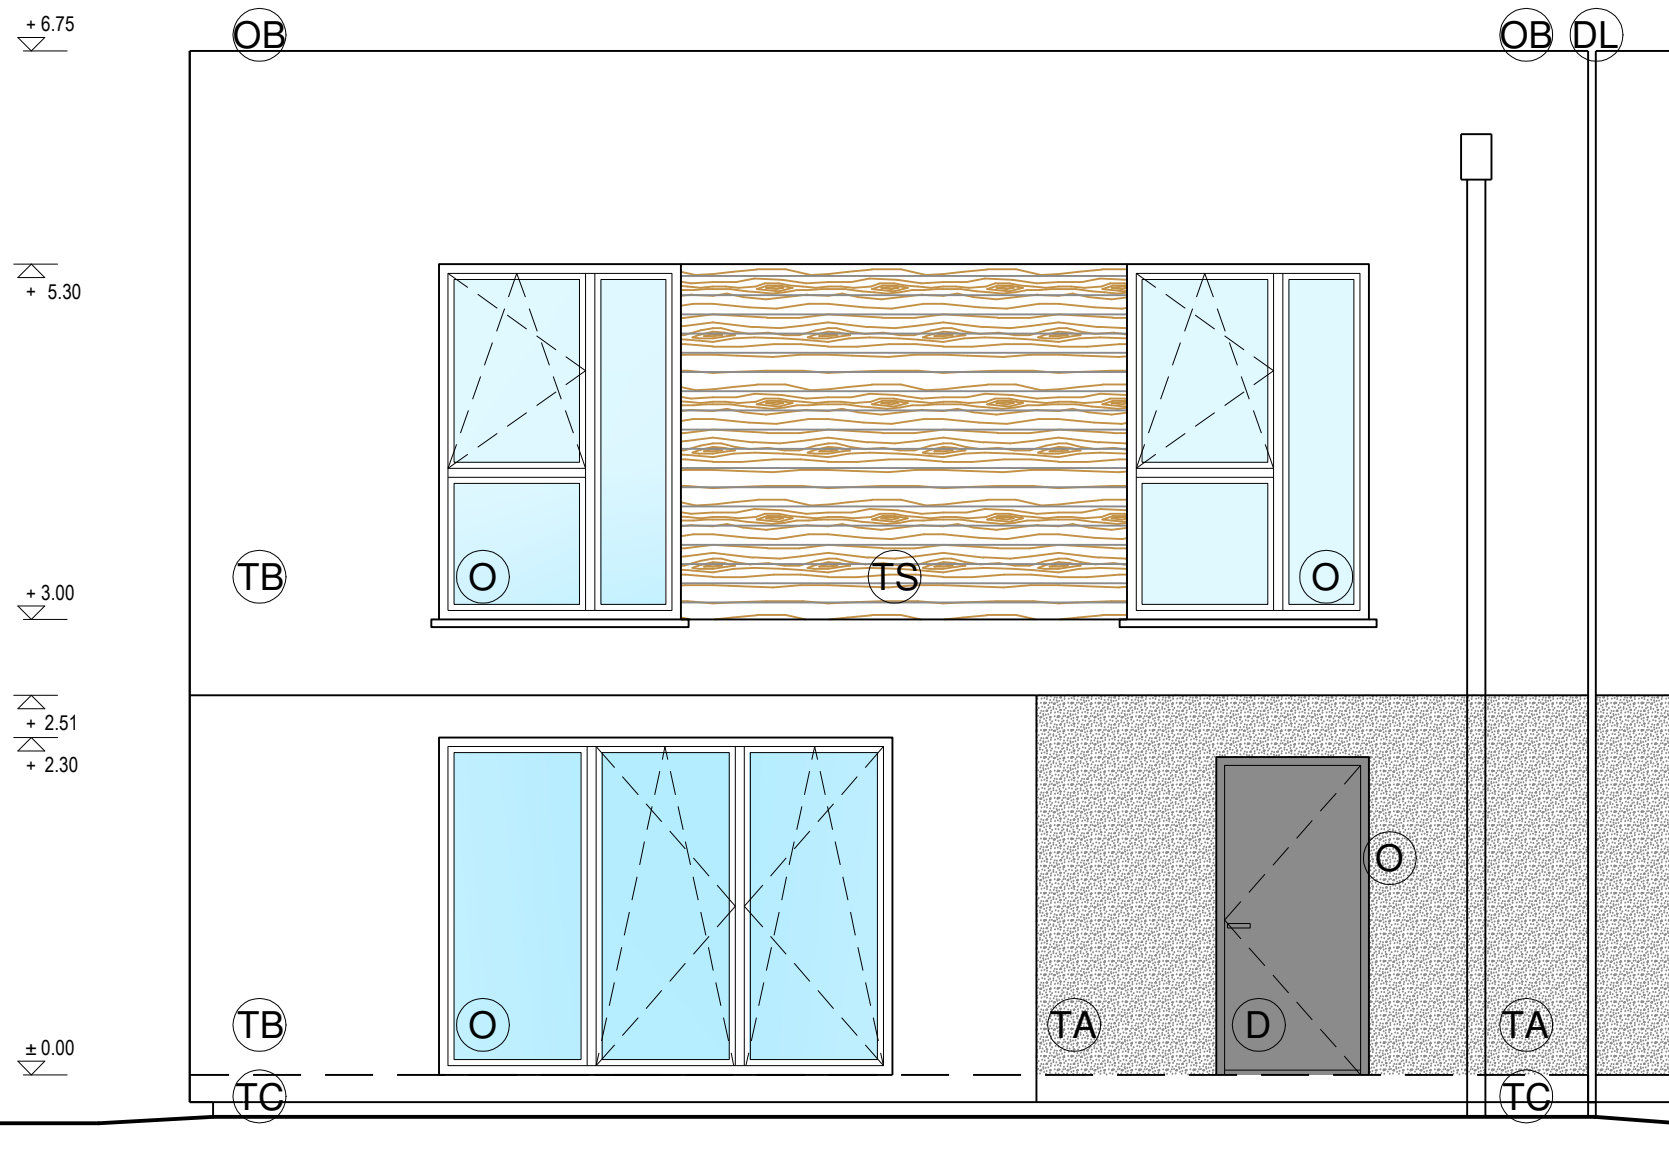 + 6.75
OB
OB
DL
+ 5.30
+ 3.00
TB
O
TS
O
+ 2.51
+ 2.30
O
± 0.00
TB
O
TA
D
TA
TC
TC